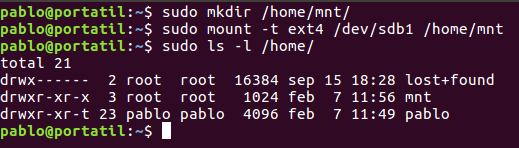 pablo@portatil:~$ sudo mkdir /home/mnt/
pablo@portatil:~$ sudo mount -t ext4 /dev/sdb1 /home/mnt
pablo@portatil:~$ sudo ls -l /home/
total 21
drwx------  2 root  root  16384 sep 15 18:28 lost+found
drwxr-xr-x  3 root  root   1024 feb  7 11:56 mnt
drwxr-xr-t 23 pablo pablo  4096 feb  7 11:49 pablo
pablo@portatil:~$